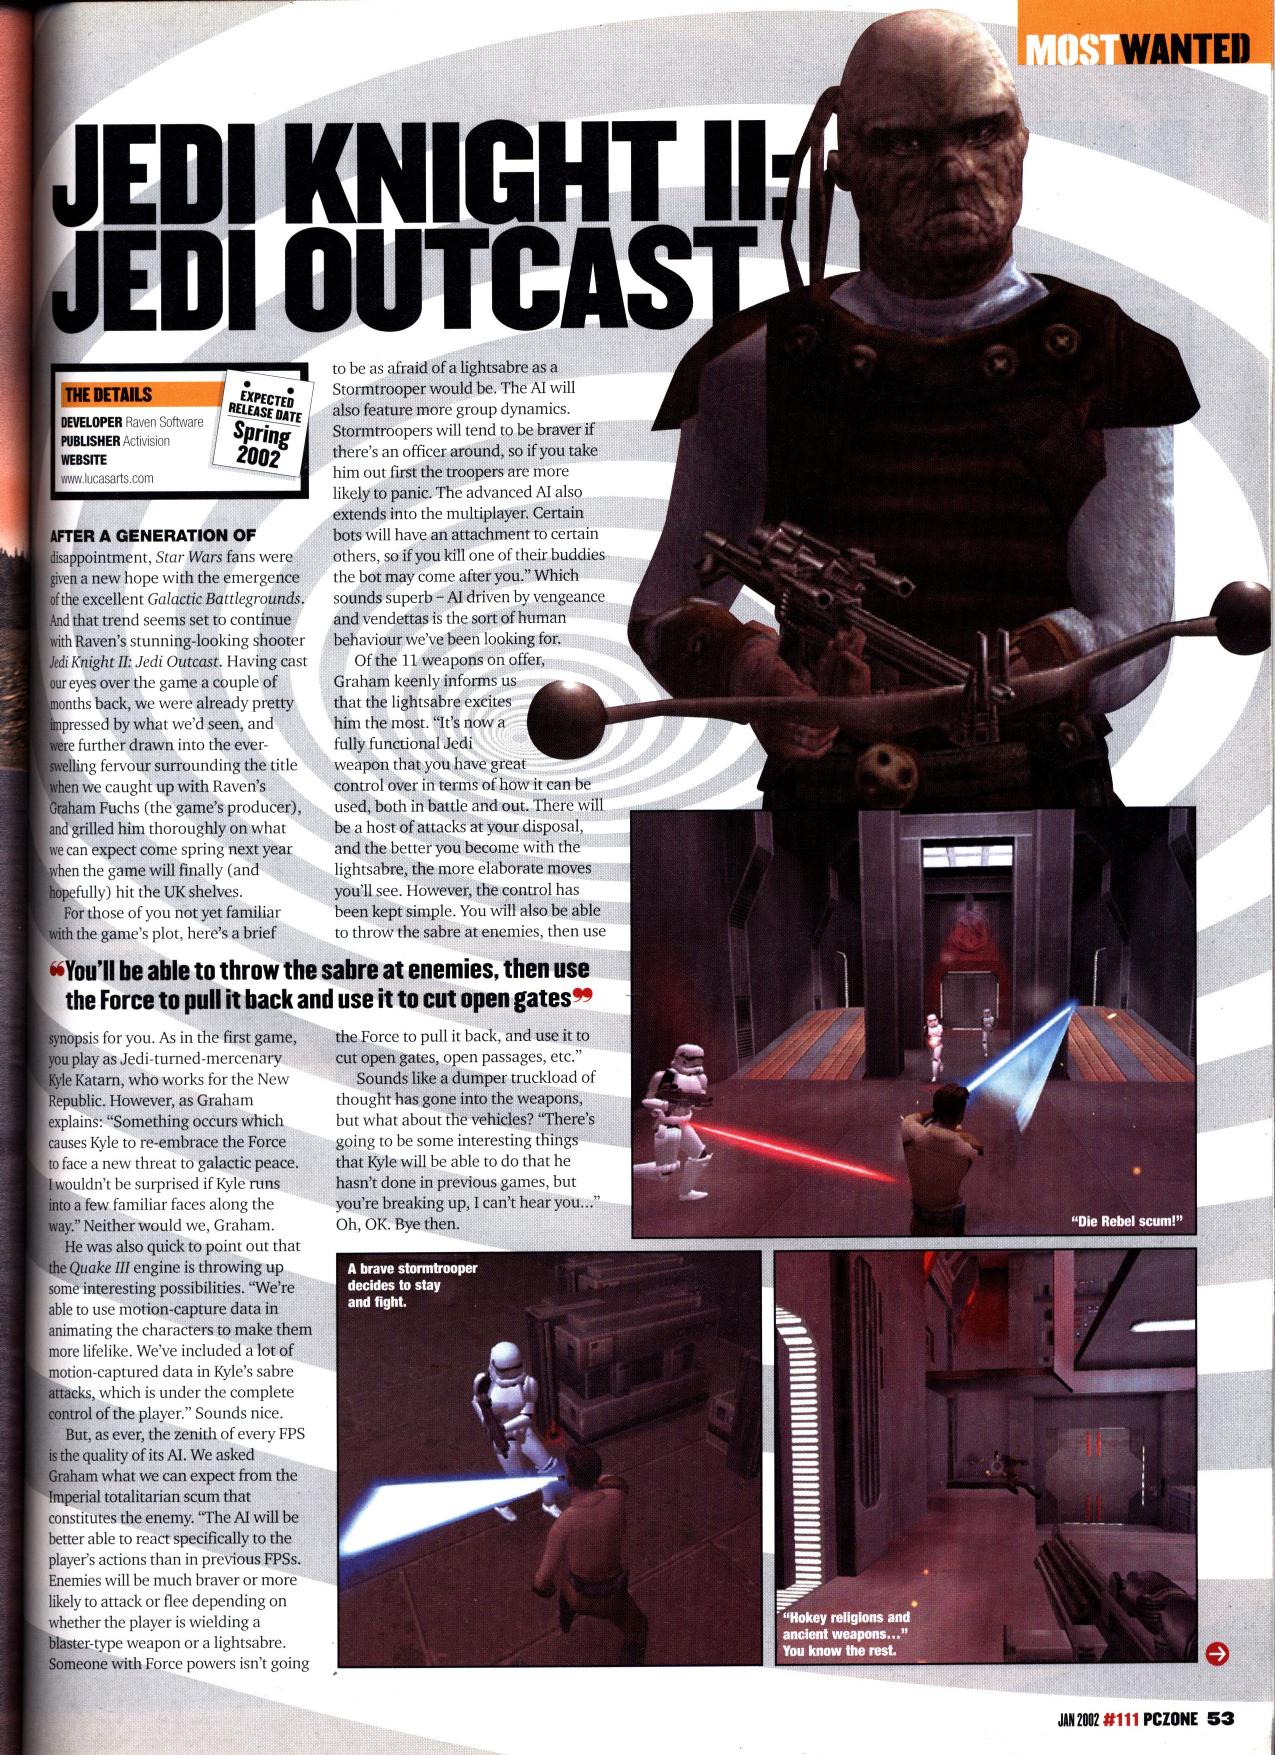 MOSTWANTED
JEDI KNIGHT II:
JEDI OUTCAST
THE DETAILS
DEVELOPER Raven Software
PUBLISHER Activision
WEBSITE
www.lucasarts.com
EXPECTED
RELEASE DATE
Spring
2002
AFTER A GENERATION OF
disappointment, Star Wars fans were
given a new hope with the emergence
of the excellent Galactic Battlegrounds.
And that trend seems set to continue
with Raven's stunning-looking shooter
Jedi Knight II: Jedi Outcast. Having cast
our eyes over the game a couple of
months back, we were already pretty
impressed by what we'd seen, and
were further drawn into the ever-
swelling fervour surrounding the title
when we caught up with Raven's
Graham Fuchs (the game's producer),
and grilled him thoroughly on what
we can expect come spring next year
when the game will finally (and
hopefully) hit the UK shelves.
For those of you not yet familiar
with the game's plot, here's a brief
synopsis for you. As in the first game,
you play as Jedi-turned-mercenary
Kyle Katarn, who works for the New
Republic. However, as Graham
explains: "Something occurs which
causes Kyle to re-embrace the Force
to face a new threat to galactic peace.
I wouldn't be surprised if Kyle runs
into a few familiar faces along the
way." Neither would we, Graham.
He was also quick to point out that
the Quake III engine is throwing up
some interesting possibilities. "We're
able to use motion-capture data in
animating the characters to make them
more lifelike. We've included a lot of
motion-captured data in Kyle's sabre
attacks, which is under the complete
control of the player." Sounds nice.
But, as ever, the zenith of every FPS
is the quality of its AI. We asked
Graham what we can expect from the
Imperial totalitarian scum that
constitutes the enemy. "The AI will be
better able to react specifically to the
player's actions than in previous FPSs.
Enemies will be much braver or more
likely to attack or flee depending on
whether the player is wielding a
blaster-type weapon or a lightsabre.
Someone with Force powers isn't going
to be as afraid of a lightsabre as a
Stormtrooper would be. The AI will
also feature more group dynamics.
Stormtroopers will tend to be braver if
there's an officer around, so if you take
him out first the troopers are more
likely to panic. The advanced AI also
extends into the multiplayer. Certain
bots will have an attachment to certain
others, so if you kill one of their buddies
the bot may come after you." Which
sounds superb – AI driven by vengeance
and vendettas is the sort of human
behaviour we've been looking for.
Of the 11 weapons on offer,
Graham keenly informs us
that the lightsabre excites
him the most. "It's now a
fully functional Jedi
weapon that you have great
control over in terms of how it can be
used, both in battle and out. There will
be a host of attacks at your disposal,
and the better you become with the
lightsabre, the more elaborate moves
you'll see. However, the control has
been kept simple. You will also be able
to throw the sabre at enemies, then use
the Force to pull it back, and use it to
cut open gates, open passages, etc."
Sounds like a dumper truckload of
thought has gone into the weapons,
but what about the vehicles? "There's
going to be some interesting things
that Kyle will be able to do that he
hasn't done in previous games, but
you're breaking up, I can't hear you..."
Oh, OK. Bye then.
"You'll be able to throw the sabre at enemies, then use
the Force to pull it back and use it to cut open gates"
"Die Rebel scum!"
A brave stormtrooper
decides to stay
and fight.
"Hokey religions and
ancient weapons..."
You know the rest.
JAN 2002 #111 PCZONE 53